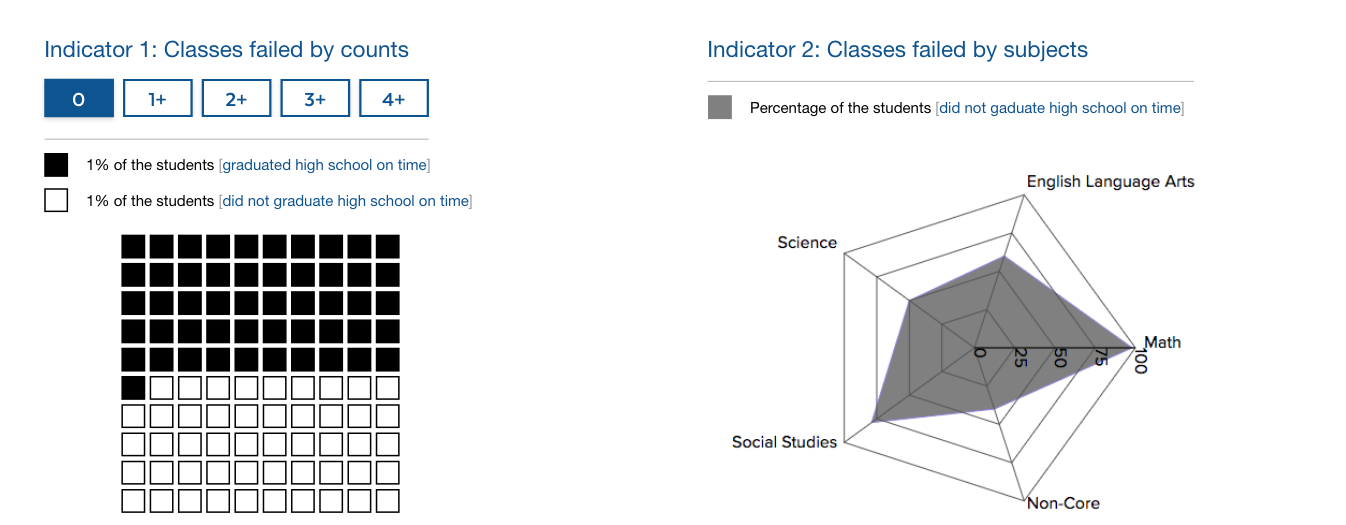 Indicator 1: Classes failed by counts
0 1+ 2+ 3+ 4+
1% of the students [graduated high school on time]
1% of the students [did not graduate high school on time]
Indicator 2: Classes failed by subjects
Percentage of the students [did not gaduate high school on time]
English Language Arts
Science
Math
0 25 50 75 100
Social Studies
Non-Core